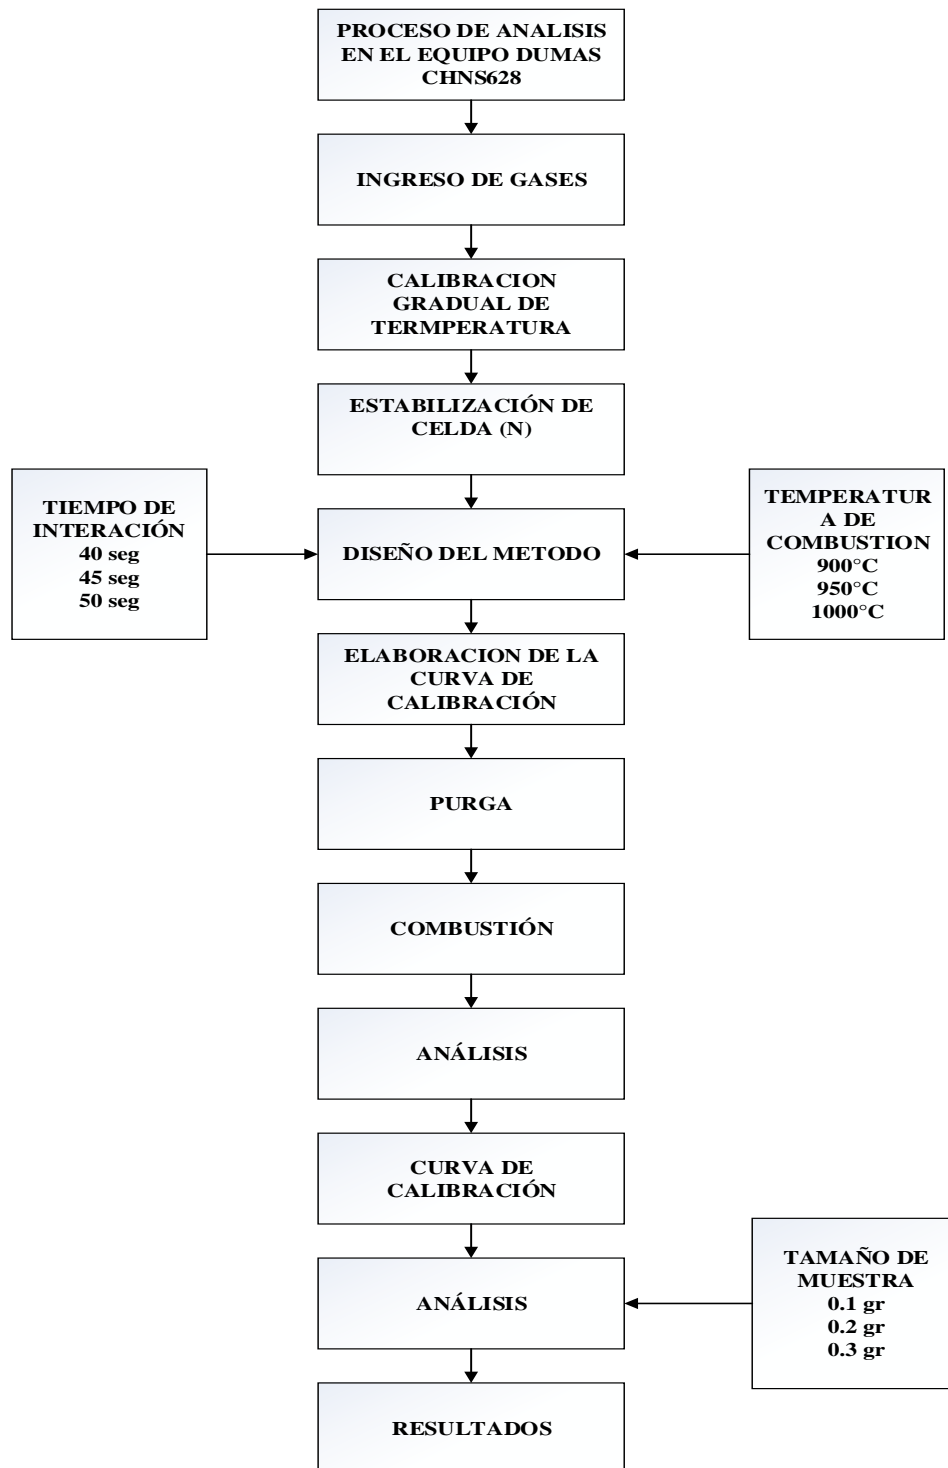 PROCESO DE ANALISIS
EN EL EQUIPO DUMAS
CHNS628
INGRESO DE GASES
CALIBRACION
GRADUAL DE
TERMPERATURA
ESTABILIZACIÓN DE
CELDA (N)
TIEMPO DE
INTERACIÓN
40 seg
45 seg
50 seg
DISEÑO DEL METODO
TEMPERATUR
A DE
COMBUSTION
900°C
950°C
1000°C
ELABORACION DE LA
CURVA DE
CALIBRACIÓN
PURGA
COMBUSTIÓN
ANÁLISIS
CURVA DE
CALIBRACIÓN
ANÁLISIS
TAMAÑO DE
MUESTRA
0.1 gr
0.2 gr
0.3 gr
RESULTADOS